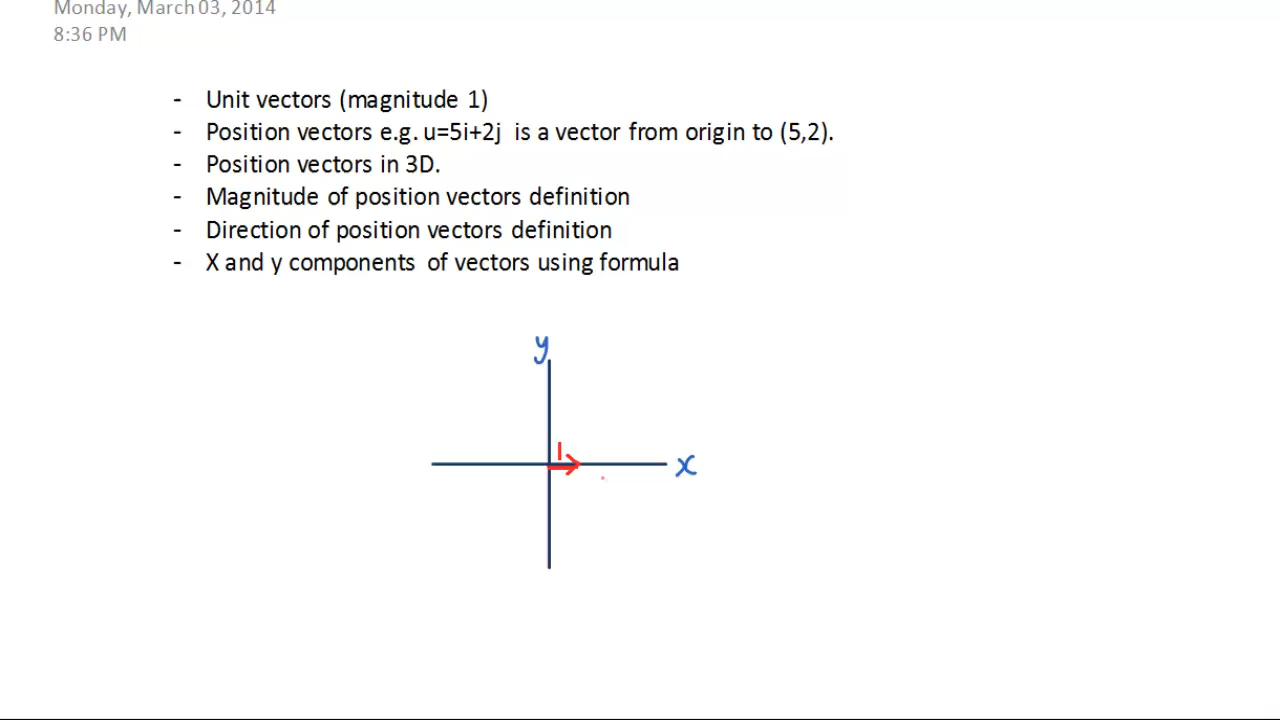 Monday, March 03, 2014
8:36 PM
- Unit vectors (magnitude 1)
- Position vectors e.g. u=5i+2j is a vector from origin to (5,2).
- Position vectors in 3D.
- Magnitude of position vectors definition
- Direction of position vectors definition
- X and y components of vectors using formula
y
1
x